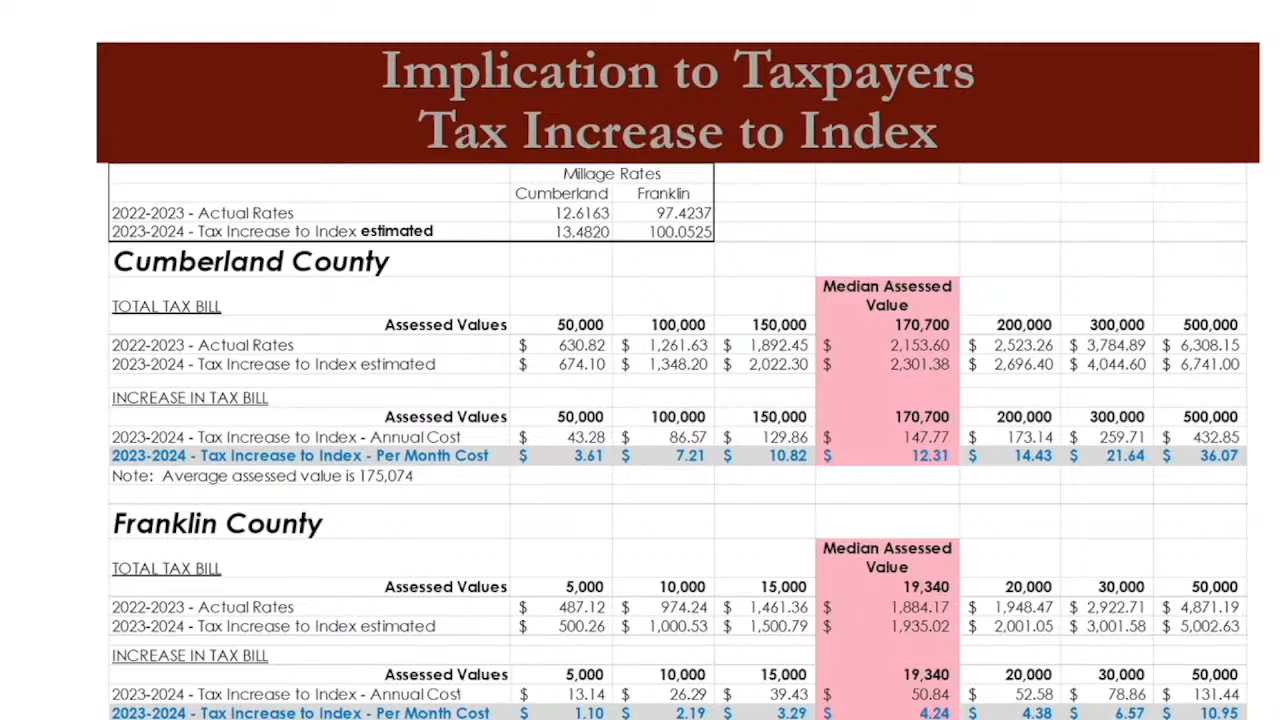 Implication to Taxpayers
Tax Increase to Index
Millage Rates
Cumberland Franklin
2022-2023 - Actual Rates 12.6163 97.4237
2023-2024 - Tax Increase to Index estimated 13.4820 100.0525
Cumberland County
Median Assessed
TOTAL TAX BILL Value
Assessed Values 50,000 100,000 150,000 170,700 200,000 300,000 500,000
2022-2023 - Actual Rates $ 630.82 $ 1,261.63 $ 1,892.45 $ 2,153.60 $ 2,523.26 $ 3,784.89 $ 6,308.15
2023-2024 - Tax Increase to Index estimated $ 674.10 $ 1,348.20 $ 2,022.30 $ 2,301.38 $ 2,696.40 $ 4,044.60 $ 6,741.00
INCREASE IN TAX BILL
Assessed Values 50,000 100,000 150,000 170,700 200,000 300,000 500,000
2023-2024 - Tax Increase to Index - Annual Cost $ 43.28 $ 86.57 $ 129.86 $ 147.77 $ 173.14 $ 259.71 $ 432.85
2023-2024 - Tax Increase to Index - Per Month Cost $ 3.61 $ 7.21 $ 10.82 $ 12.31 $ 14.43 $ 21.64 $ 36.07
Note: Average assessed value is 175,074
Franklin County
Median Assessed
TOTAL TAX BILL Value
Assessed Values 5,000 10,000 15,000 19,340 20,000 30,000 50,000
2022-2023 - Actual Rates $ 487.12 $ 974.24 $ 1,461.36 $ 1,884.17 $ 1,948.47 $ 2,922.71 $ 4,871.19
2023-2024 - Tax Increase to Index estimated $ 500.26 $ 1,000.53 $ 1,500.79 $ 1,935.02 $ 2,001.05 $ 3,001.58 $ 5,002.63
INCREASE IN TAX BILL
Assessed Values 5,000 10,000 15,000 19,340 20,000 30,000 50,000
2023-2024 - Tax Increase to Index - Annual Cost $ 13.14 $ 26.29 $ 39.43 $ 50.84 $ 52.58 $ 78.86 $ 131.44
2023-2024 - Tax Increase to Index - Per Month Cost $ 1.10 $ 2.19 $ 3.29 $ 4.24 $ 4.38 $ 6.57 $ 10.95